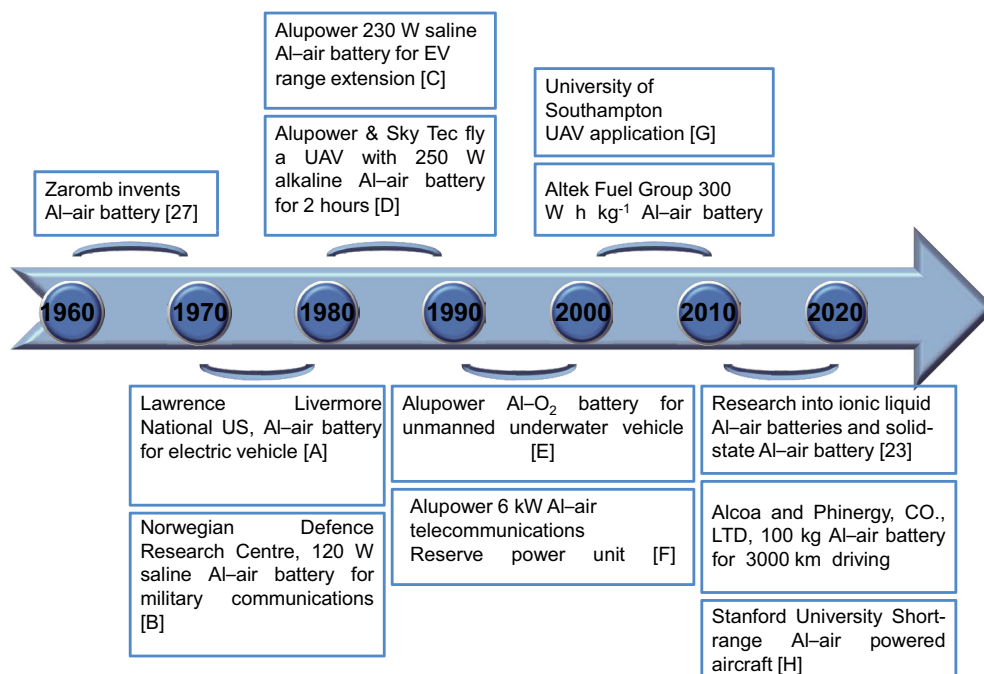 Alupower 230 W saline
Al–air battery for EV
range extension [C]
Alupower & Sky Tec fly
a UAV with 250 W
alkaline Al–air battery
for 2 hours [D]
University of
Southampton
UAV application [G]
Altek Fuel Group 300
W h kg⁻¹ Al–air battery
Zaromb invents
Al–air battery [27]
1960 1970 1980 1990 2000 2010 2020
Lawrence Livermore
National US, Al–air battery
for electric vehicle [A]
Norwegian Defence
Research Centre, 120 W
saline Al–air battery for
military communications
[B]
Alupower Al–O₂ battery for
unmanned underwater vehicle
[E]
Alupower 6 kW Al–air
telecommunications
Reserve power unit [F]
Research into ionic liquid
Al–air batteries and solid-
state Al–air battery [23]
Alcoa and Phinergy, CO.,
LTD, 100 kg Al–air battery
for 3000 km driving
Stanford University Short-
range Al–air powered
aircraft [H]